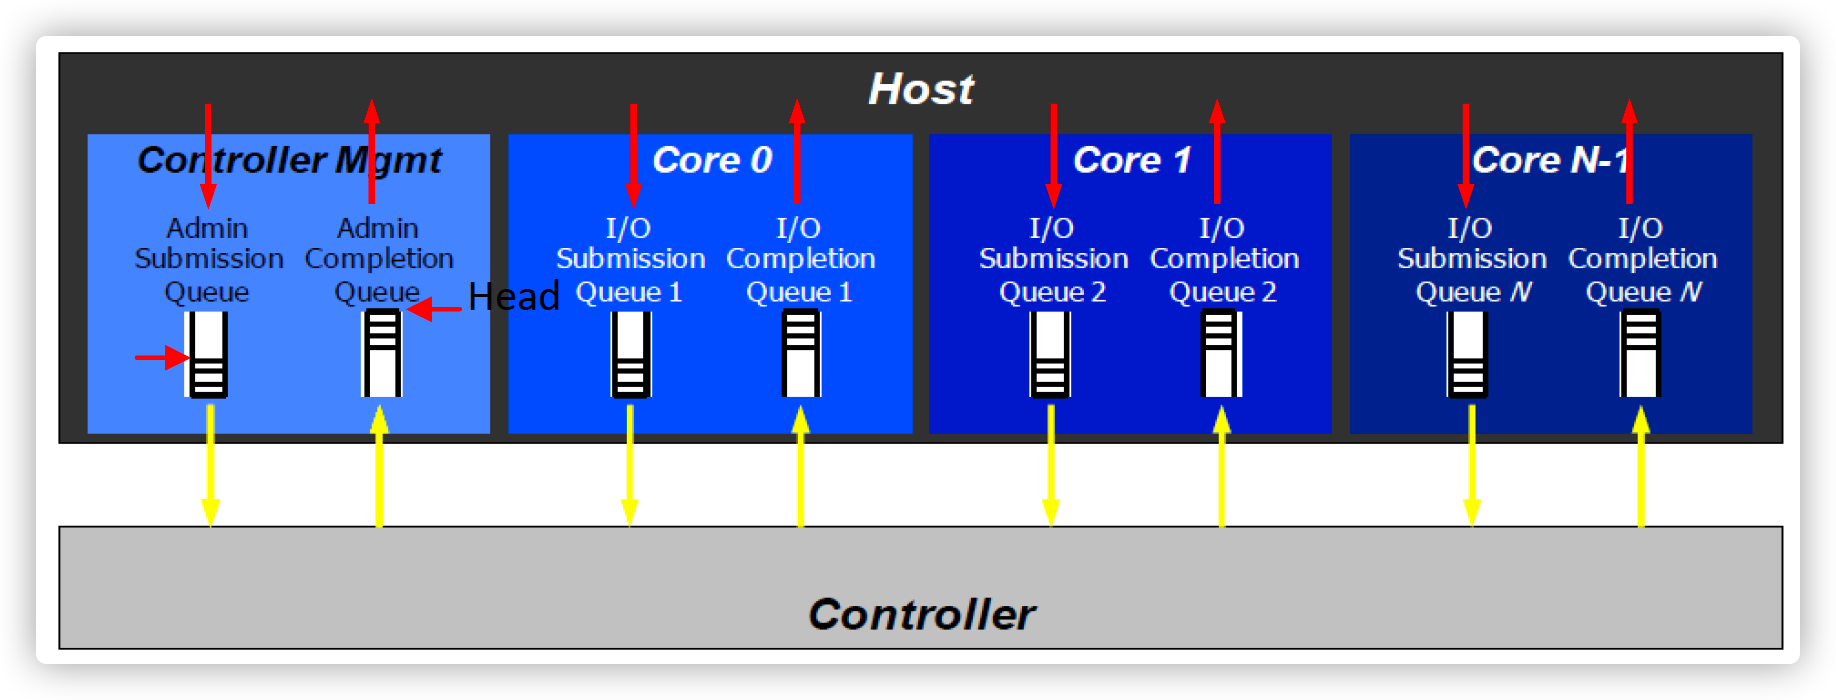 Host
Controller Mgmt
Admin
Submission
Queue
Admin
Completion
Queue
Head
Core 0
I/O
Submission
Queue 1
I/O
Completion
Queue 1
Core 1
I/O
Submission
Queue 2
I/O
Completion
Queue 2
Core N-1
I/O
Submission
Queue N
I/O
Completion
Queue N
Controller